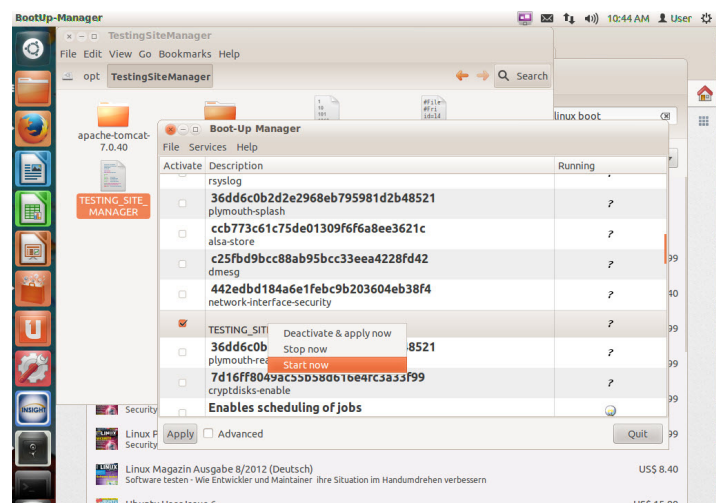 BootUp-Manager
10:44 AM User
TestingSiteManager
File Edit View Go Bookmarks Help
opt TestingSiteManager
Search
apache-tomcat-
7.0.40
linux boot
TESTING_SITE_
MANAGER
Boot-Up Manager
File Services Help
Activate Description Running
rsyslog
36dd6c0b2d2e2968eb795981d2b48521
plymouth-splash
?
ccb773c61c75de01309f6f6a8ee3621c
alsa-store
?
c25fbd9bcc88ab95bcc33eea4228fd42
dmesg
?
99
442edbd184a6e1febc9b203604eb38f4
network-interface-security
?
40
TESTING_SIT
?
99
Deactivate & apply now
Stop now
Start now
36dd6c0b 8521
plymouth-rea
?
99
7d16ff8049ac55b58d616e4fc3a33f99
cryptdisks-enable
?
99
Enables scheduling of jobs
Security
INSIGHT
Apply Advanced Quit
Linux F
Security
99
Linux Magazin Ausgabe 8/2012 (Deutsch)
Software testen - Wie Entwickler und Maintainer ihre Situation im Handumdrehen verbessern
US$ 8.40